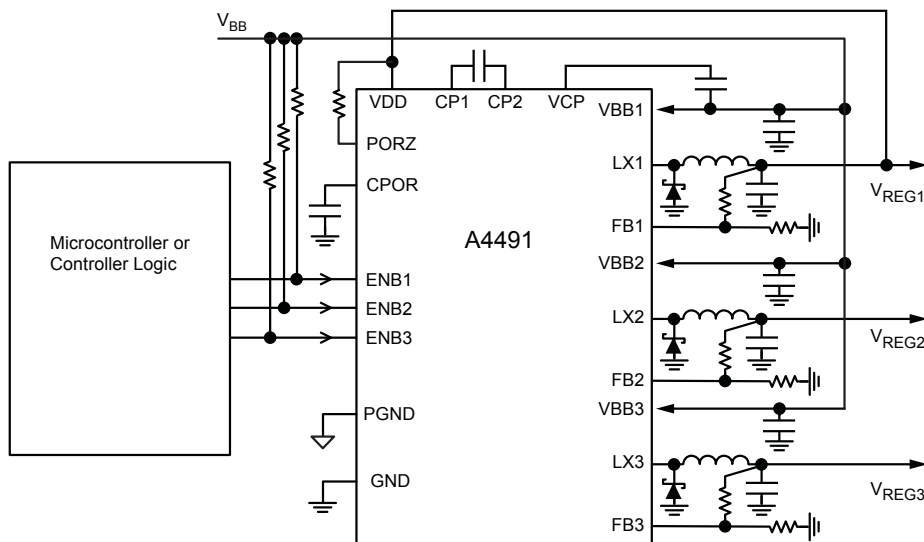 V_BB
VDD
CP1
CP2
VCP
VBB1
PORZ
LX1
V_REG1
CPOR
FB1
A4491
Microcontroller or
Controller Logic
VBB2
ENB1
ENB2
LX2
V_REG2
ENB3
FB2
VBB3
PGND
LX3
GND
V_REG3
FB3